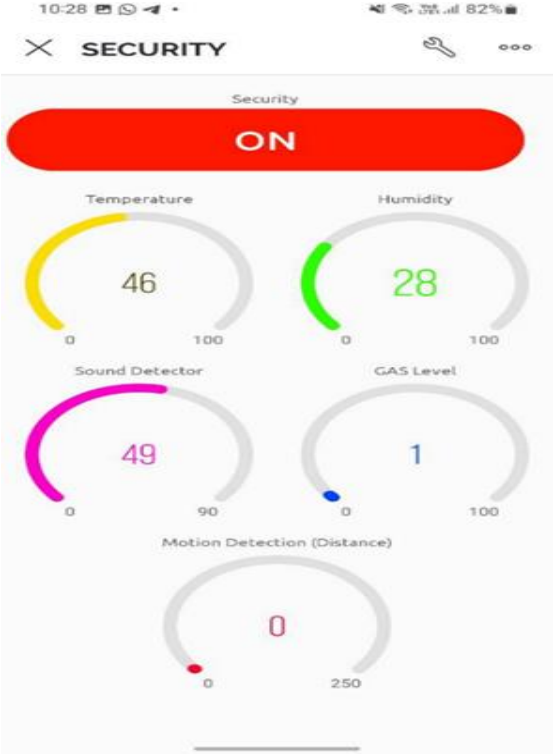 10:28 82%
SECURITY
Security
ON
Temperature Humidity
46 28
0 100 0 100
Sound Detector GAS Level
49 1
0 90 0 100
Motion Detection (Distance)
0
0 250